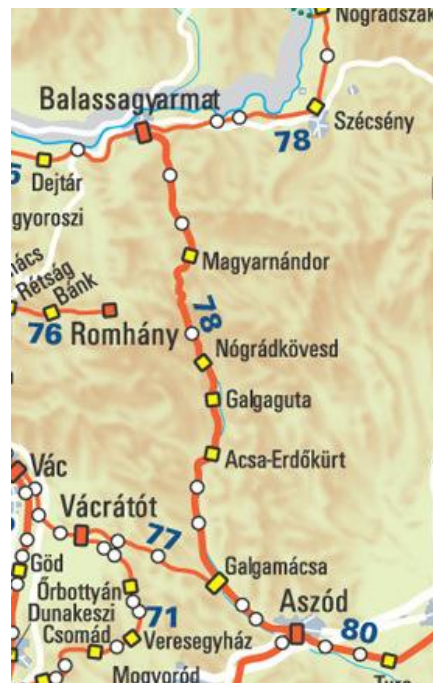 Nógrádszak
Balassagyarmat
Szécsény
78
Dejtár
gyoroszi
Magyarnándor
Rétság
Bánk
78
76
Romhány
Nógrádkövesd
Galgaguta
Acsa-Erdőkürt
Vác
Vácrátót
77
Galgamácsa
Göd
Őrbottyán
Dunakeszi
Csomád
71
Veresegyház
Aszód
80
Mogyoród